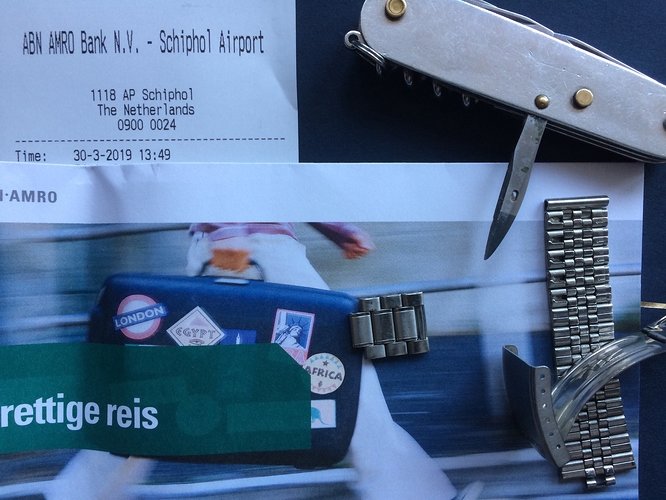 ABN AMRO Bank N.V. - Schiphol Airport
1118 AP Schiphol
The Netherlands
0900 0024
Time: 30-3-2019 13:49
N·AMRO
LONDON
EGYPT
AFRICA
rettige reis